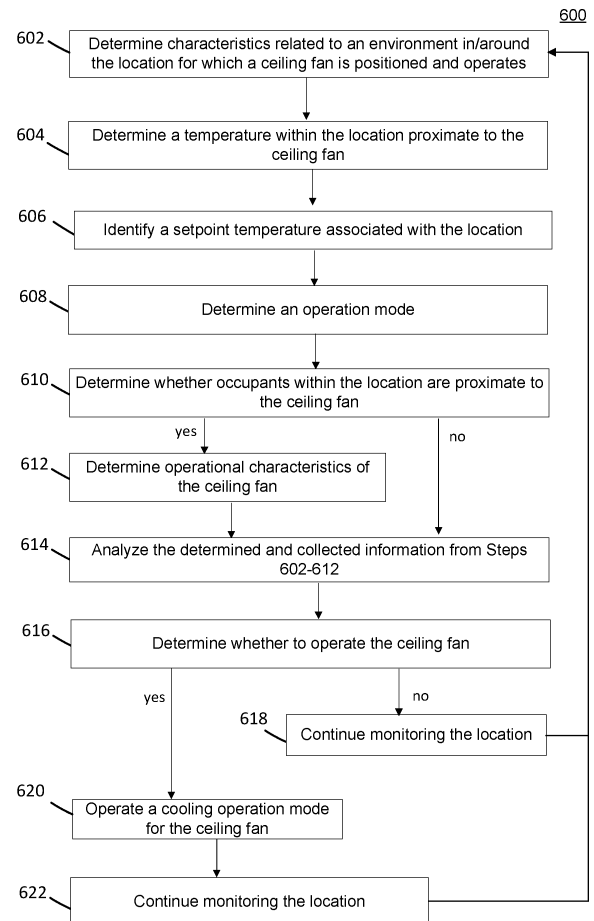 600
602
Determine characteristics related to an environment in/around
the location for which a ceiling fan is positioned and operates
604
Determine a temperature within the location proximate to the
ceiling fan
606
Identify a setpoint temperature associated with the location
608
Determine an operation mode
610
Determine whether occupants within the location are proximate to
the ceiling fan
yes
no
612
Determine operational characteristics of
the ceiling fan
614
Analyze the determined and collected information from Steps
602-612
616
Determine whether to operate the ceiling fan
yes
no
618
Continue monitoring the location
620
Operate a cooling operation mode
for the ceiling fan
622
Continue monitoring the location